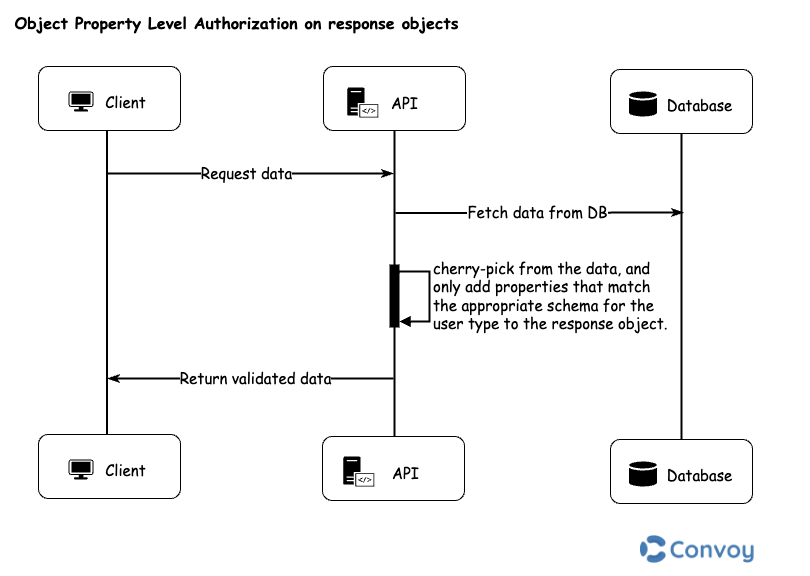 Object Property Level Authorization on response objects
Client
API
Database
Request data
Fetch data from DB
cherry-pick from the data, and
only add properties that match
the appropriate schema for the
user type to the response object.
Return validated data
Client
API
Database
Convoy